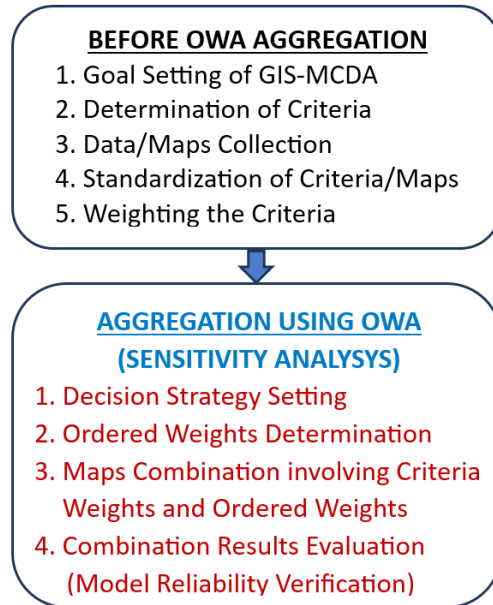 BEFORE OWA AGGREGATION
1. Goal Setting of GIS-MCDA
2. Determination of Criteria
3. Data/Maps Collection
4. Standardization of Criteria/Maps
5. Weighting the Criteria
AGGREGATION USING OWA
(SENSITIVITY ANALYSYS)
1. Decision Strategy Setting
2. Ordered Weights Determination
3. Maps Combination involving Criteria
Weights and Ordered Weights
4. Combination Results Evaluation
(Model Reliability Verification)